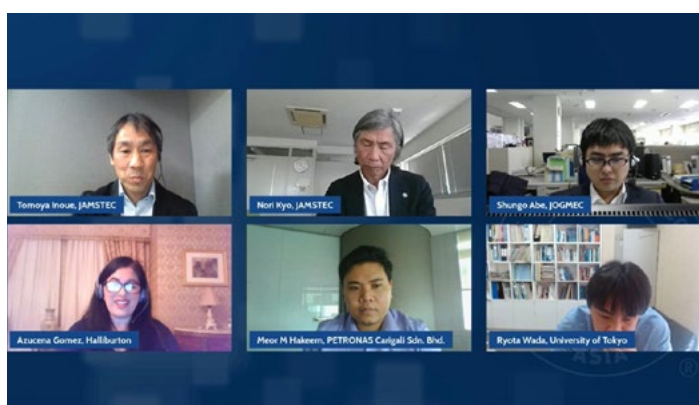 Tomoya Inoue, JAMSTEC
Nori Kyo, JAMSTEC
Shungo Abe, JOGMEC
Azucena Gomez, Halliburton
Meor M Hakeem, PETRONAS Carigali Sdn. Bhd.
Ryota Wada, University of Tokyo
ASIA
®